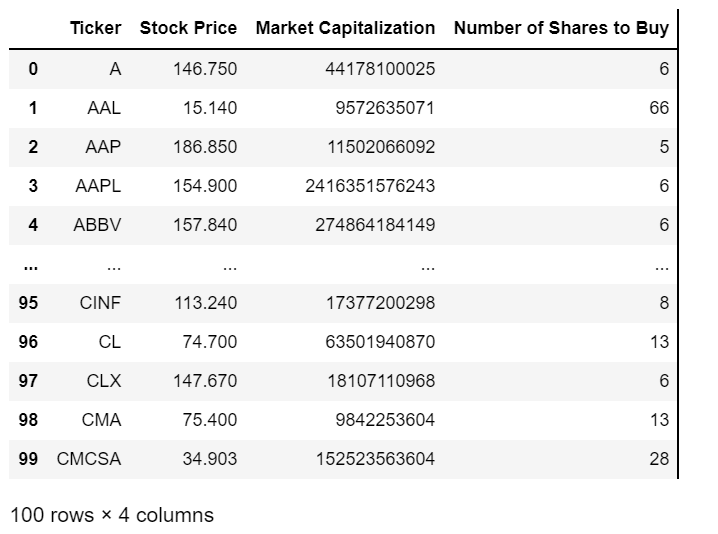 Ticker Stock Price Market Capitalization Number of Shares to Buy
0 A 146.750 44178100025 6
1 AAL 15.140 9572635071 66
2 AAP 186.850 11502066092 5
3 AAPL 154.900 2416351576243 6
4 ABBV 157.840 274864184149 6
... ... ... ... ...
95 CINF 113.240 17377200298 8
96 CL 74.700 63501940870 13
97 CLX 147.670 18107110968 6
98 CMA 75.400 9842253604 13
99 CMCSA 34.903 152523563604 28
100 rows × 4 columns